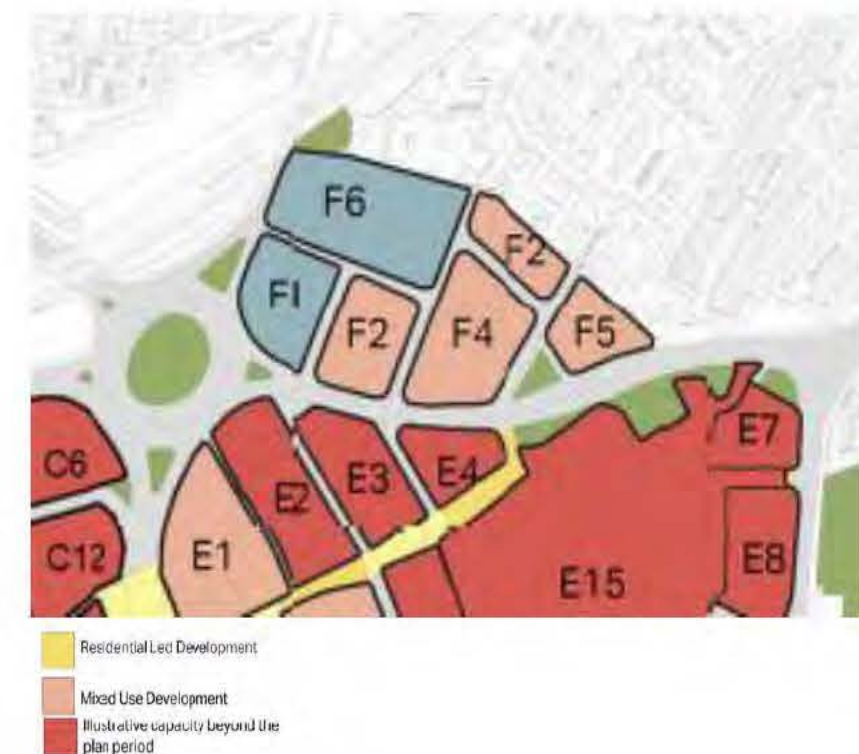 F6
F2
F1
F2
F4
F5
E7
C6
E2
E3
E4
C12
E1
E15
E8
Residential Led Development
Mixed Use Development
Illustrative capacity beyond the
plan period